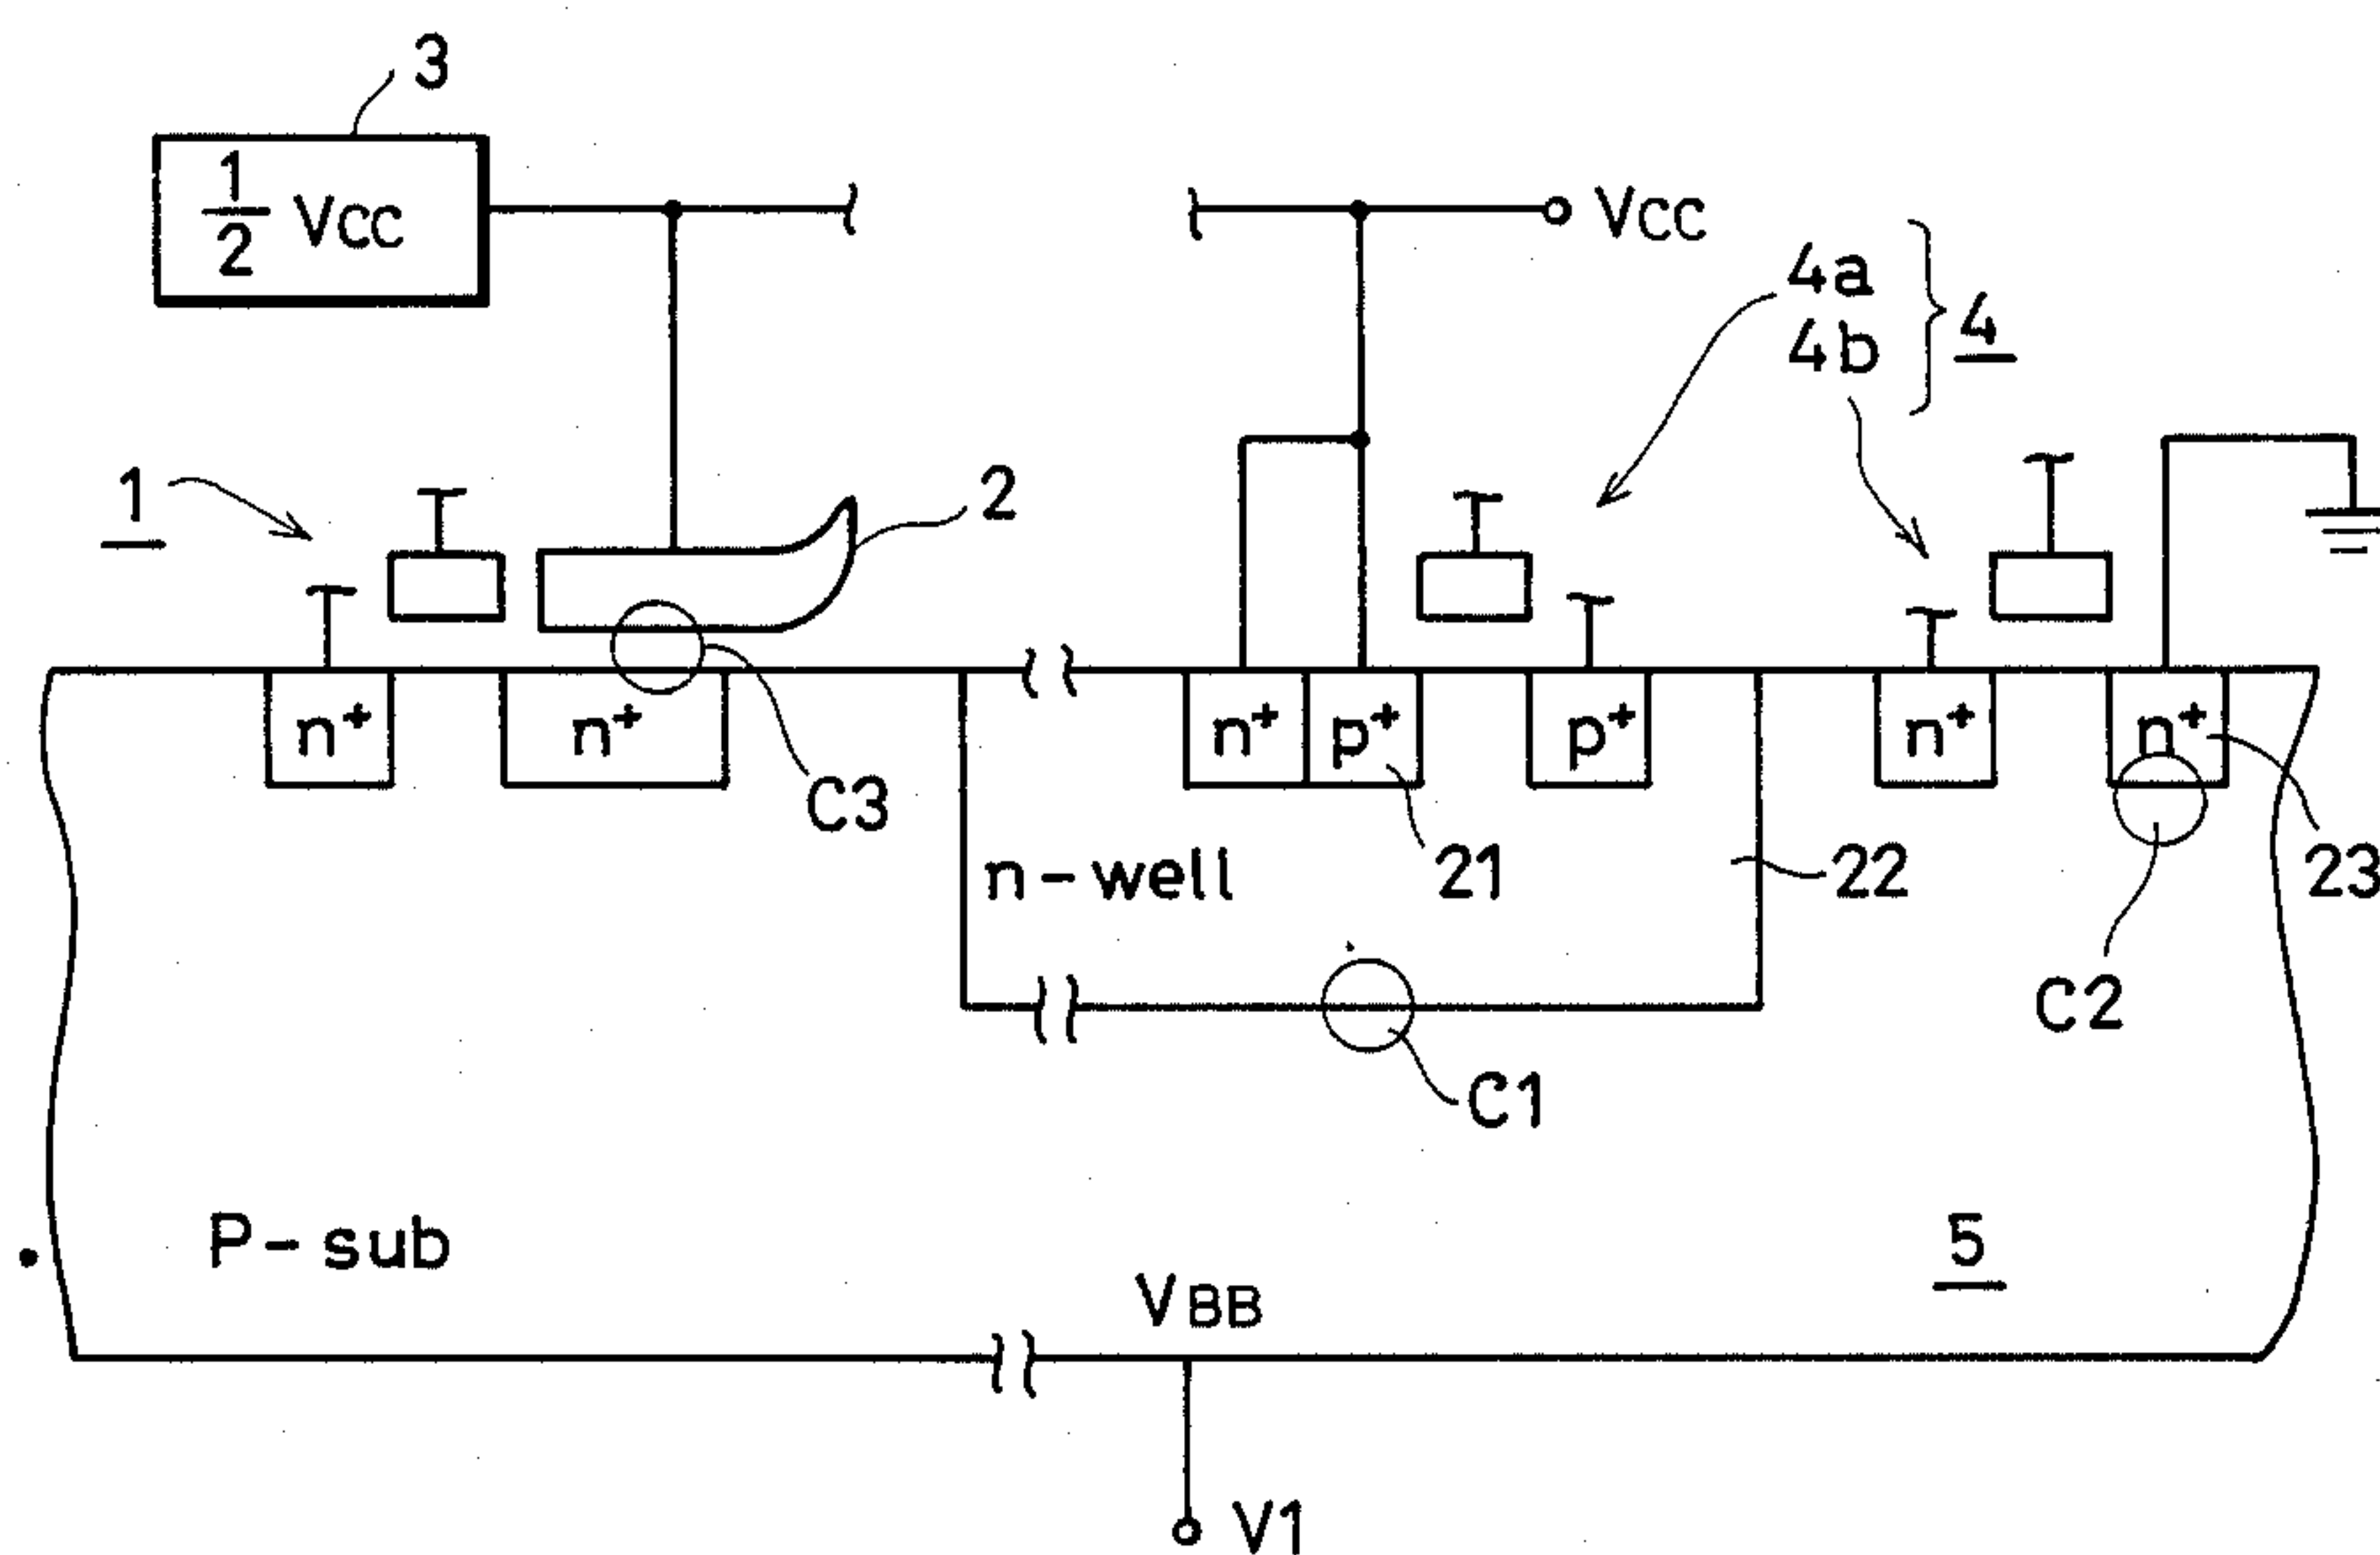 3
1/2 VCC
VCC
4a
4b
4
1
2
n+
n+
C3
n+
p+
p+
n+
n+
n-well
21
22
23
C2
C1
P-sub
5
VBB
V1